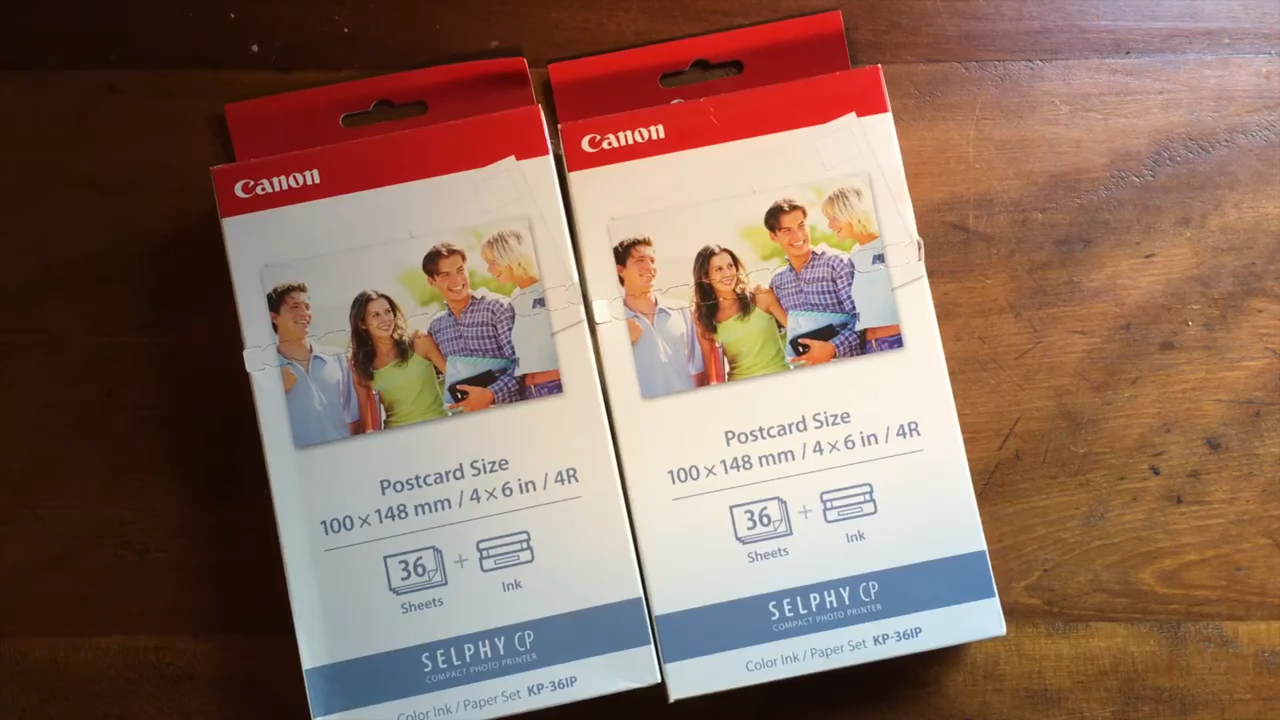 Canon
Postcard Size
100 × 148 mm / 4 × 6 in / 4R
36
+
Sheets
Ink
SELPHY CP
COMPACT PHOTO PRINTER
Color Ink / Paper Set KP-36IP
Canon
Postcard Size
100 × 148 mm / 4 × 6 in / 4R
36
+
Sheets
Ink
SELPHY CP
COMPACT PHOTO PRINTER
Color Ink / Paper Set KP-36IP